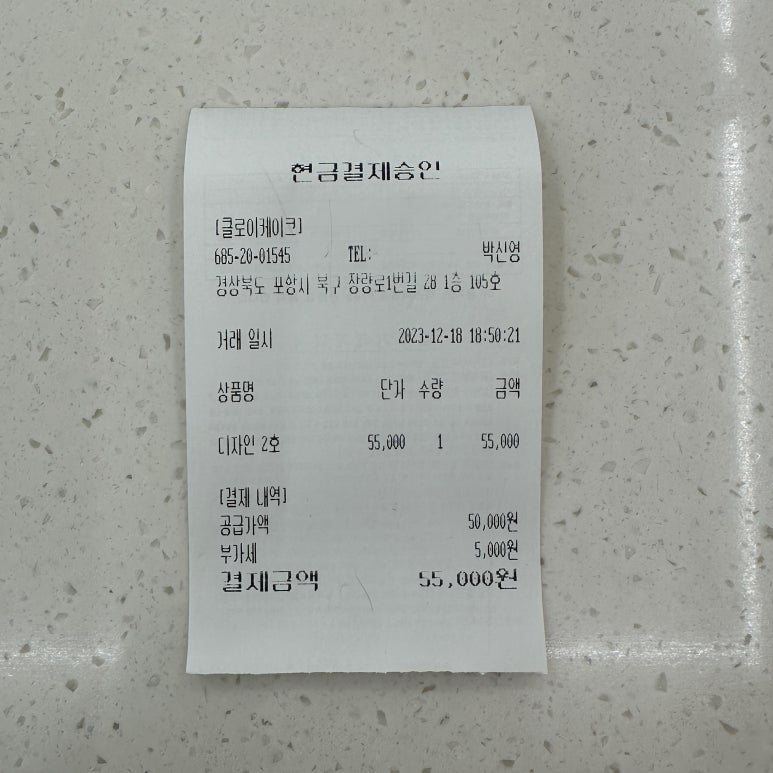 현금결제승인
[클로이케이크]
685-20-01545 TEL: 박신영
경상북도 포항시 북구 장량로1번길 28 1층 105호
거래 일시 2023-12-18 18:50:21
상품명 단가 수량 금액
디자인 2호 55,000 1 55,000
[결제 내역]
공급가액 50,000원
부가세 5,000원
결제금액 55,000원